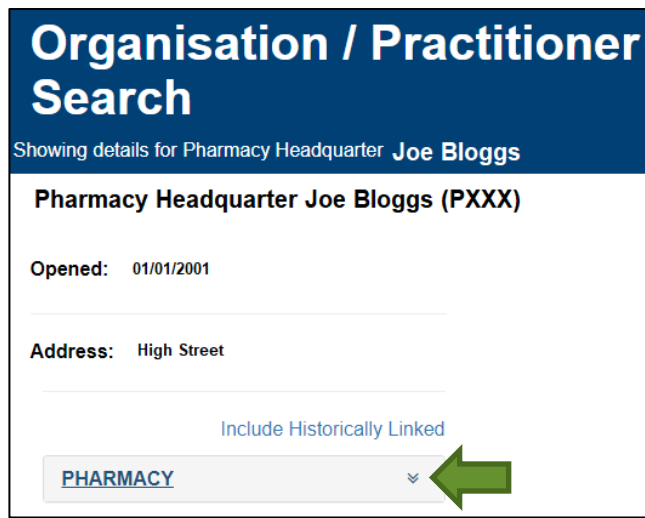 Organisation / Practitioner
Search
Showing details for Pharmacy Headquarter Joe Bloggs
Pharmacy Headquarter Joe Bloggs (PXXX)
Opened: 01/01/2001
Address: High Street
Include Historically Linked
PHARMACY